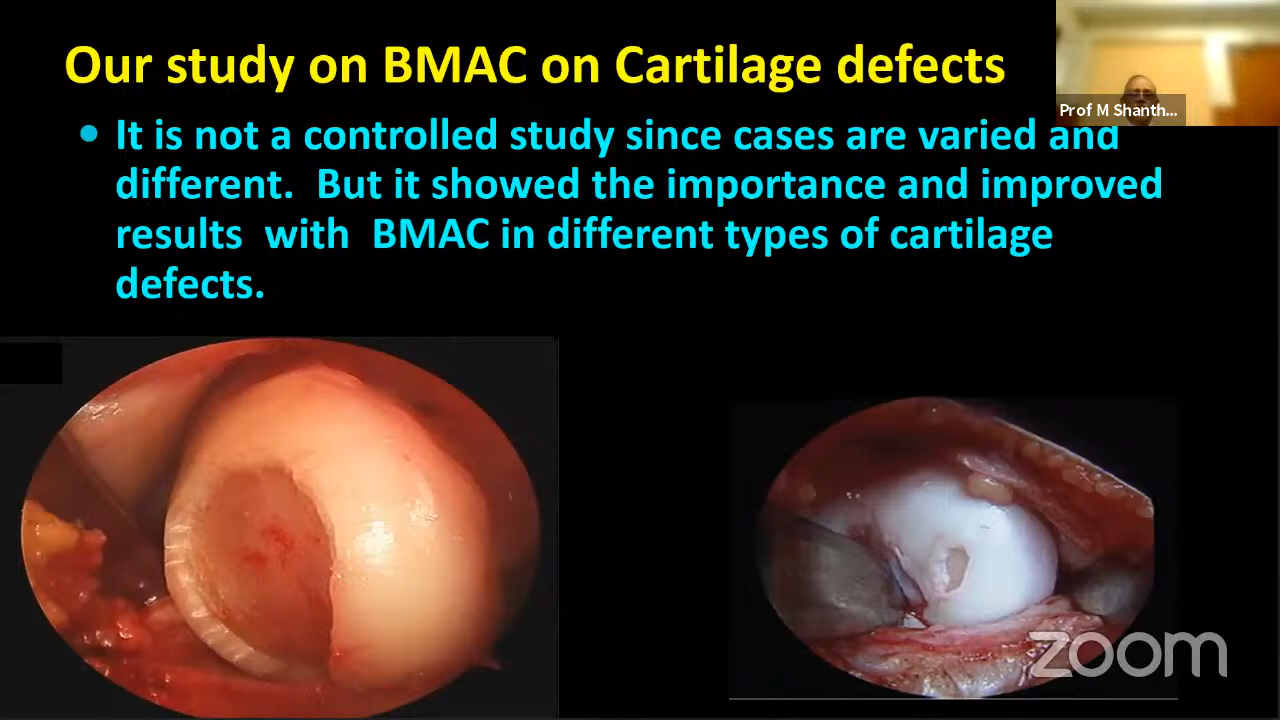 Our study on BMAC on Cartilage defects
Prof M Shanth...
• It is not a controlled study since cases are varied and
different. But it showed the importance and improved
results with BMAC in different types of cartilage
defects.
zoom